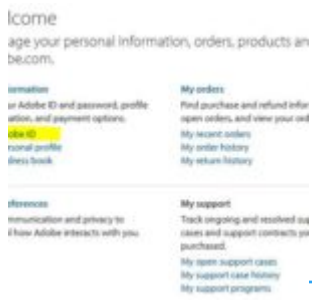 lcome
age your personal information, orders, products an
be.com.
ormation
ur Adobe ID and password, profile
ation, and payment options.
obe ID
rsonal profile
dress book
My orders
Find purchase and refund infor
open orders, and view your ord
My recent orders
My order history
My return history
eferences
mmunication and privacy to
l how Adobe interacts with you
My support
Track ongoing and resolved sup
cases and support contracts yo
purchased.
My open support cases
My support case history
My support programs